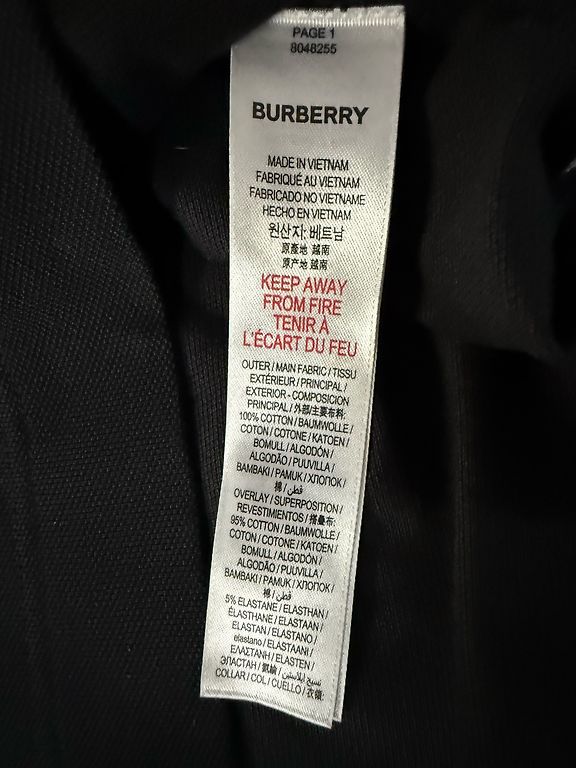 PAGE 1
8048255
BURBERRY
MADE IN VIETNAM
FABRIQUÉ AU VIETNAM
FABRICADO NO VIETNAME
HECHO EN VIETNAM
원산지: 베트남
原產地 越南
原产地 越南
KEEP AWAY
FROM FIRE
TENIR À
L'ÉCART DU FEU
OUTER / MAIN FABRIC / TISSU
EXTÉRIEUR / PRINCIPAL /
EXTERIOR - COMPOSICION
PRINCIPAL / 外部/主要布料:
100% COTTON / BAUMWOLLE /
COTON / COTONE / KATOEN /
BOMULL / ALGODÓN /
ALGODÃO / PUUVILLA /
BAMBAKI / PAMUK / ХЛОПОК /
棉 / قطن /
OVERLAY / SUPERPOSITION /
REVESTIMIENTOS / 搭疊布:
95% COTTON / BAUMWOLLE /
COTON / COTONE / KATOEN /
BOMULL / ALGODÓN /
ALGODÃO / PUUVILLA /
BAMBAKI / PAMUK / ХЛОПОК /
棉 / قطن /
5% ELASTANE / ELASTHAN /
ÉLASTHANE / ELASTAAN /
ELASTAN / ELASTANO /
elastano / ELASTAANI /
ΕΛΑΣΤΑΝΗ / ELASTEN /
ЭЛАСТАН / 氨綸 / نسيج إيلاستين /
COLLAR / COL / CUELLO / 衣領: